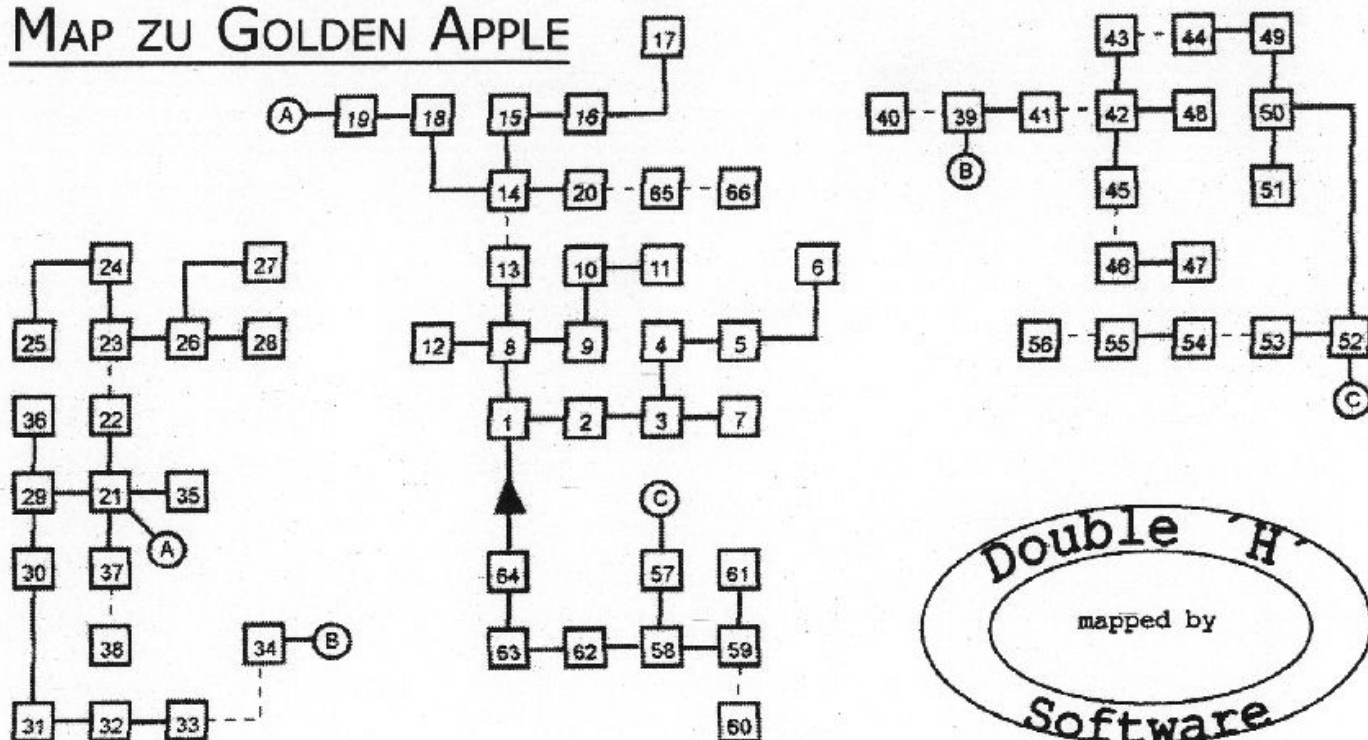 MAP ZU GOLDEN APPLE
17
43 44 49
A 19 18 15 16
40 39 41 42 48 50
B
14 20 65 66
45 51
24 27
13 10 11 6
46 47
25 23 26 28
12 8 9 4 5
56 55 54 53 52
C
36 22
1 2 3 7
29 21 35
C
A
30 37
64 57 61
38 34 B
63 62 58 59
31 32 33
60
Double ´H´
mapped by
Software